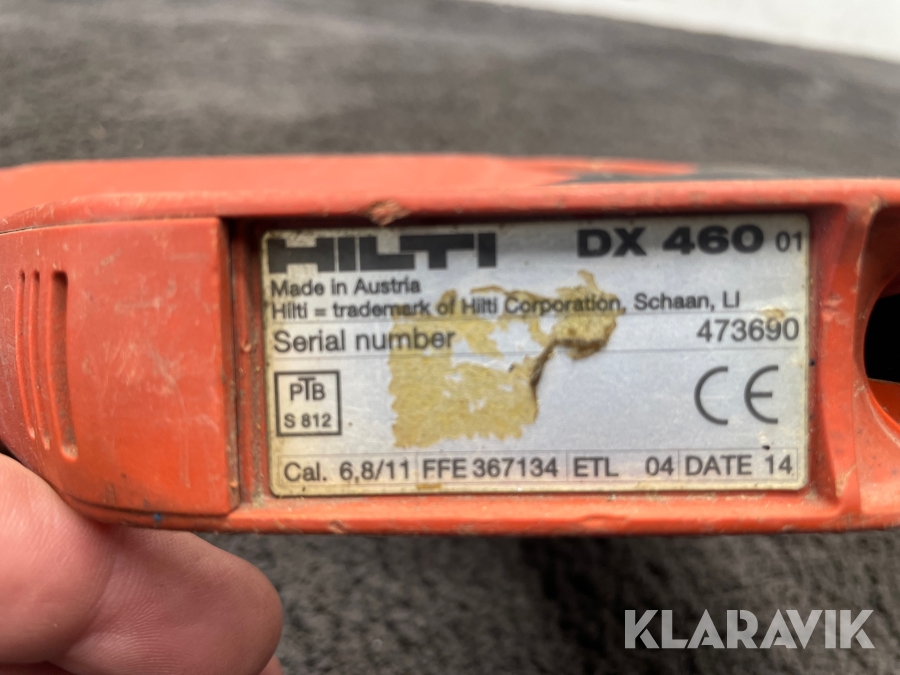 HILTI DX 460 01
Made in Austria
Hilti = trademark of Hilti Corporation, Schaan, LI
Serial number 473690
PTB
S 812
CE
Cal. 6,8/11 FFE 367134 ETL 04 DATE 14
KLARAVIK